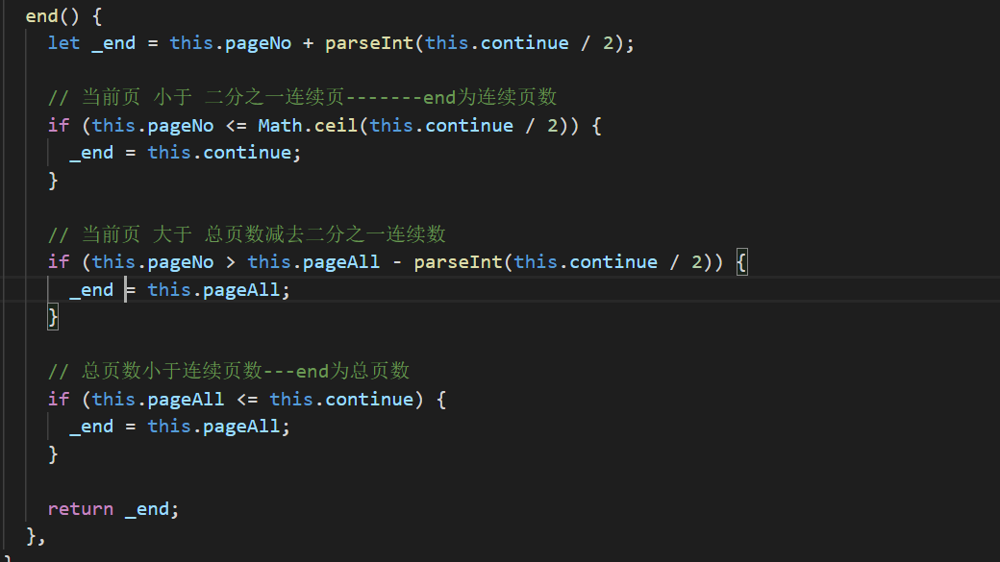 end() {
let _end = this.pageNo + parseInt(this.continue / 2);
// 当前页 小于 二分之一连续页-------end为连续页数
if (this.pageNo <= Math.ceil(this.continue / 2)) {
_end = this.continue;
}
// 当前页 大于 总页数减去二分之一连续数
if (this.pageNo > this.pageAll - parseInt(this.continue / 2)) {
_end = this.pageAll;
}
// 总页数小于连续页数---end为总页数
if (this.pageAll <= this.continue) {
_end = this.pageAll;
}
return _end;
},